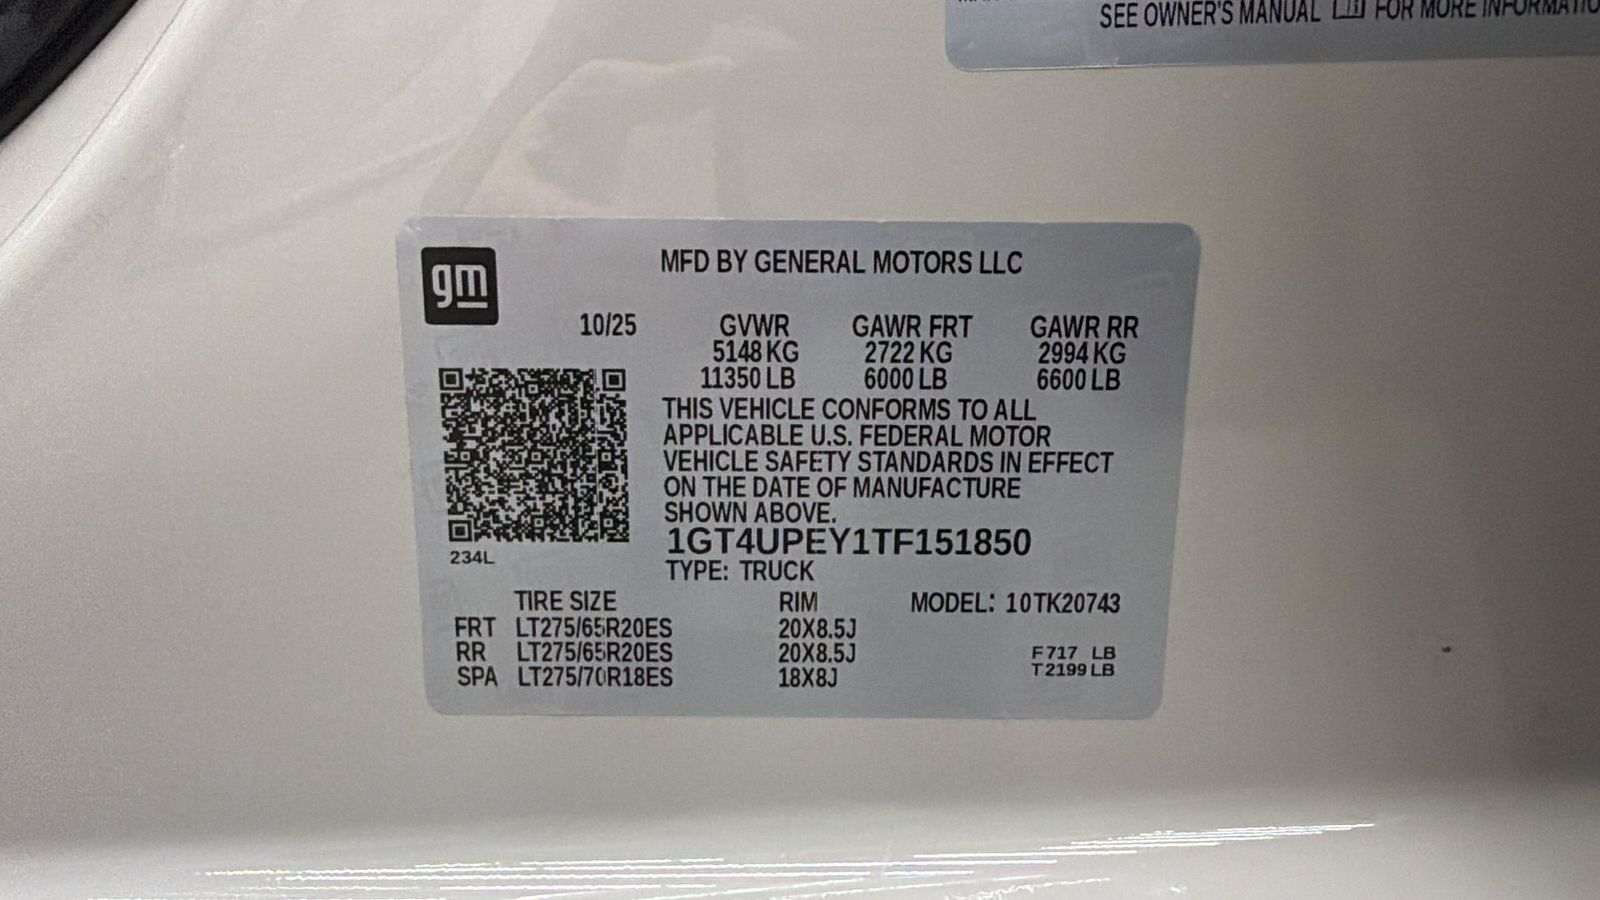 SEE OWNER'S MANUAL FOR MORE INFORMATIO
gm
MFD BY GENERAL MOTORS LLC
10/25 GVWR GAWR FRT GAWR RR
5148 KG 2722 KG 2994 KG
11350 LB 6000 LB 6600 LB
THIS VEHICLE CONFORMS TO ALL
APPLICABLE U.S. FEDERAL MOTOR
VEHICLE SAFETY STANDARDS IN EFFECT
ON THE DATE OF MANUFACTURE
SHOWN ABOVE.
1GT4UPEY1TF151850
234L
TYPE: TRUCK
TIRE SIZE RIM MODEL: 10TK20743
FRT LT275/65R20ES 20X8.5J
RR LT275/65R20ES 20X8.5J F717 LB
SPA LT275/70R18ES 18X8J T2199 LB